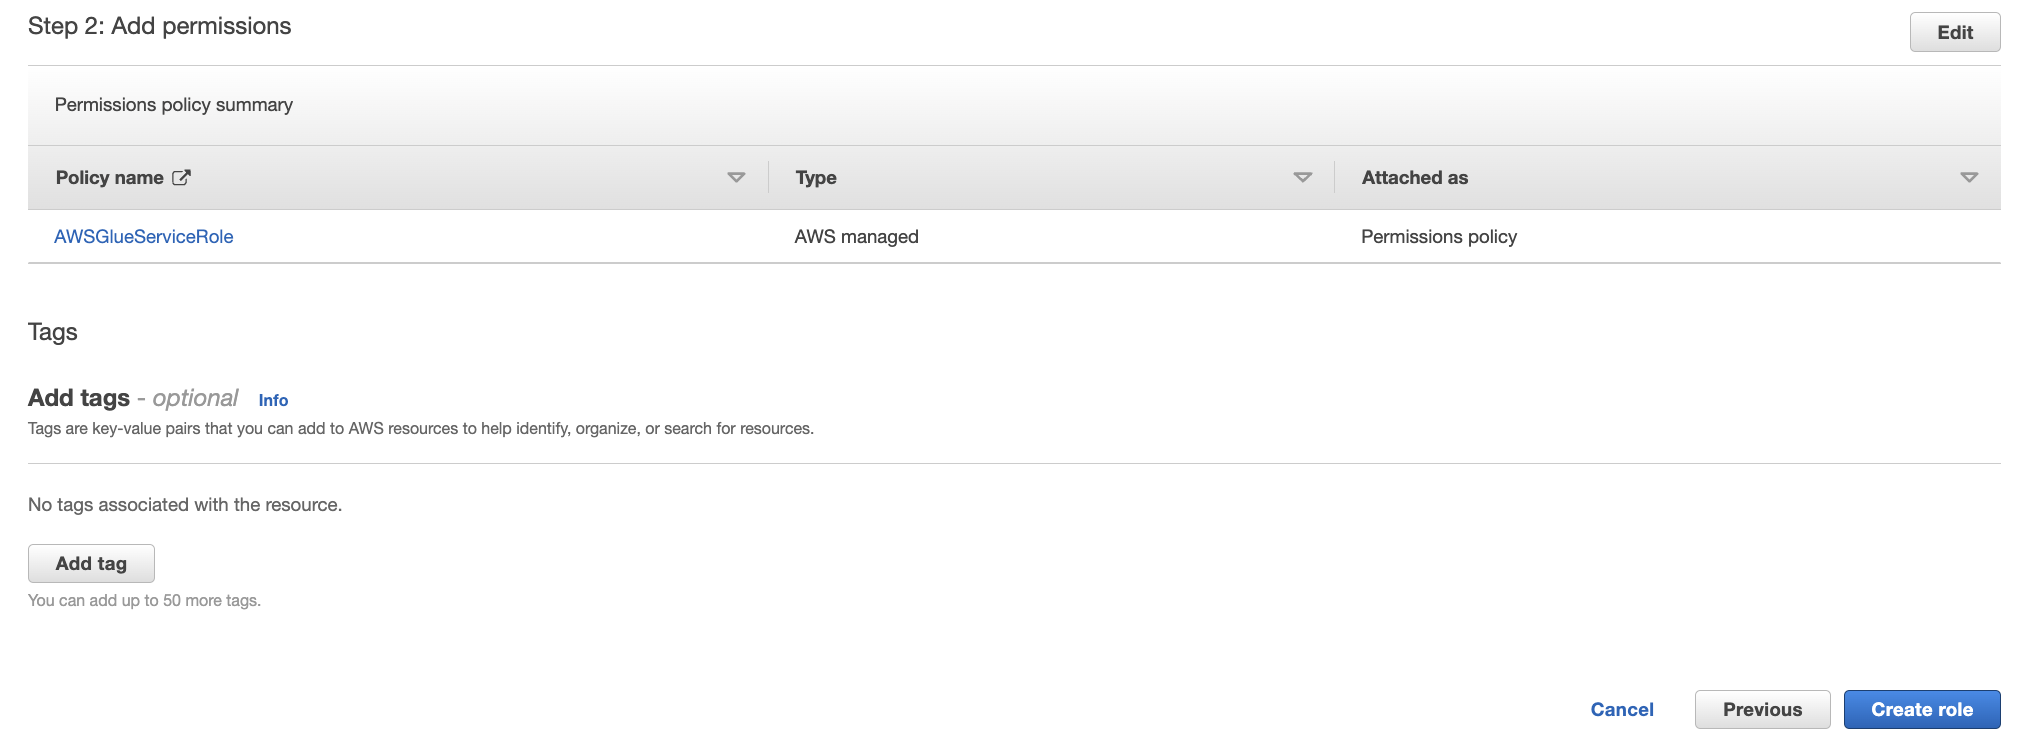 Step 2: Add permissions
Edit
Permissions policy summary
Policy name Type Attached as
AWSGlueServiceRole AWS managed Permissions policy
Tags
Add tags - optional Info
Tags are key-value pairs that you can add to AWS resources to help identify, organize, or search for resources.
No tags associated with the resource.
Add tag
You can add up to 50 more tags.
Cancel Previous Create role